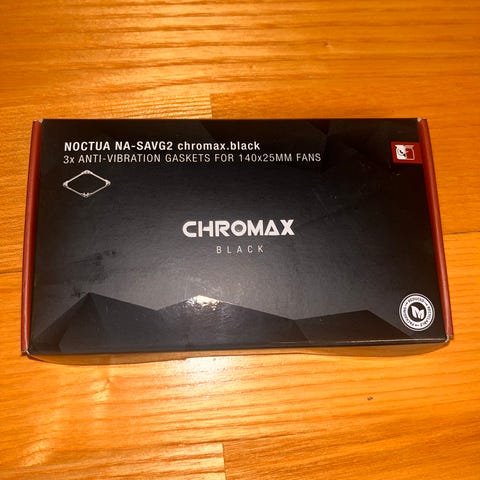 NOCTUA NA-SAVG2 chromax.black
3x ANTI-VIBRATION GASKETS FOR 140x25MM FANS
CHROMAX
BLACK